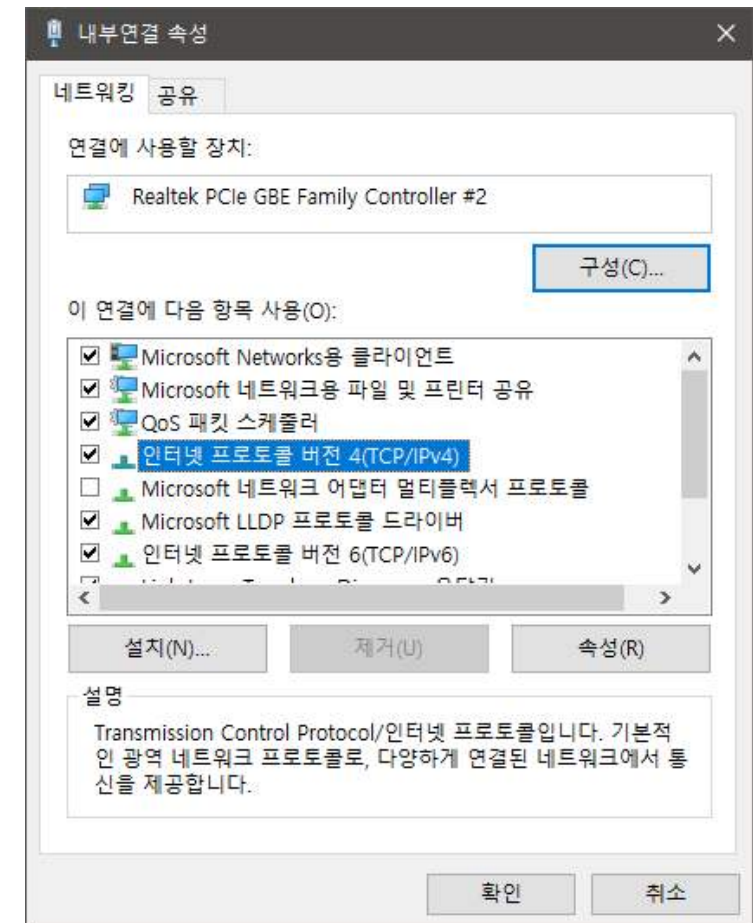 내부연결 속성
네트워킹 공유
연결에 사용할 장치:
Realtek PCIe GBE Family Controller #2
구성(C)...
이 연결에 다음 항목 사용(O):
Microsoft Networks용 클라이언트
Microsoft 네트워크용 파일 및 프린터 공유
QoS 패킷 스케줄러
인터넷 프로토콜 버전 4(TCP/IPv4)
Microsoft 네트워크 어댑터 멀티플렉서 프로토콜
Microsoft LLDP 프로토콜 드라이버
인터넷 프로토콜 버전 6(TCP/IPv6)
설치(N)... 제거(U) 속성(R)
설명
Transmission Control Protocol/인터넷 프로토콜입니다. 기본적
인 광역 네트워크 프로토콜로, 다양하게 연결된 네트워크에서 통
신을 제공합니다.
확인 취소